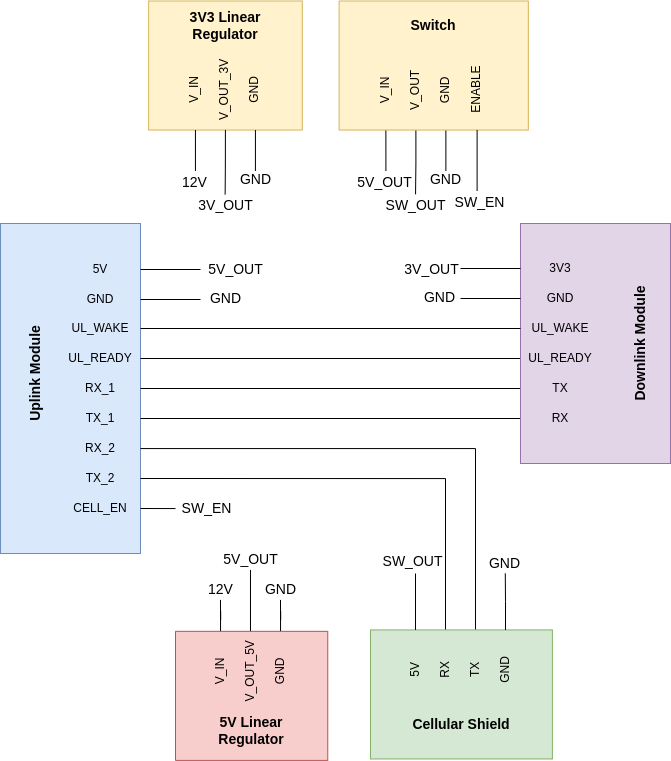 3V3 Linear
Regulator
V_IN
V_OUT_3V
GND
12V
3V_OUT
GND
Switch
V_IN
V_OUT
GND
ENABLE
5V_OUT
SW_OUT
GND
SW_EN
Uplink Module
5V
GND
UL_WAKE
UL_READY
RX_1
TX_1
RX_2
TX_2
CELL_EN
5V_OUT
GND
SW_EN
3V_OUT
GND
3V3
GND
UL_WAKE
UL_READY
TX
RX
Downlink Module
5V_OUT
12V
GND
V_IN
V_OUT_5V
GND
5V Linear
Regulator
SW_OUT
GND
5V
RX
TX
GND
Cellular Shield